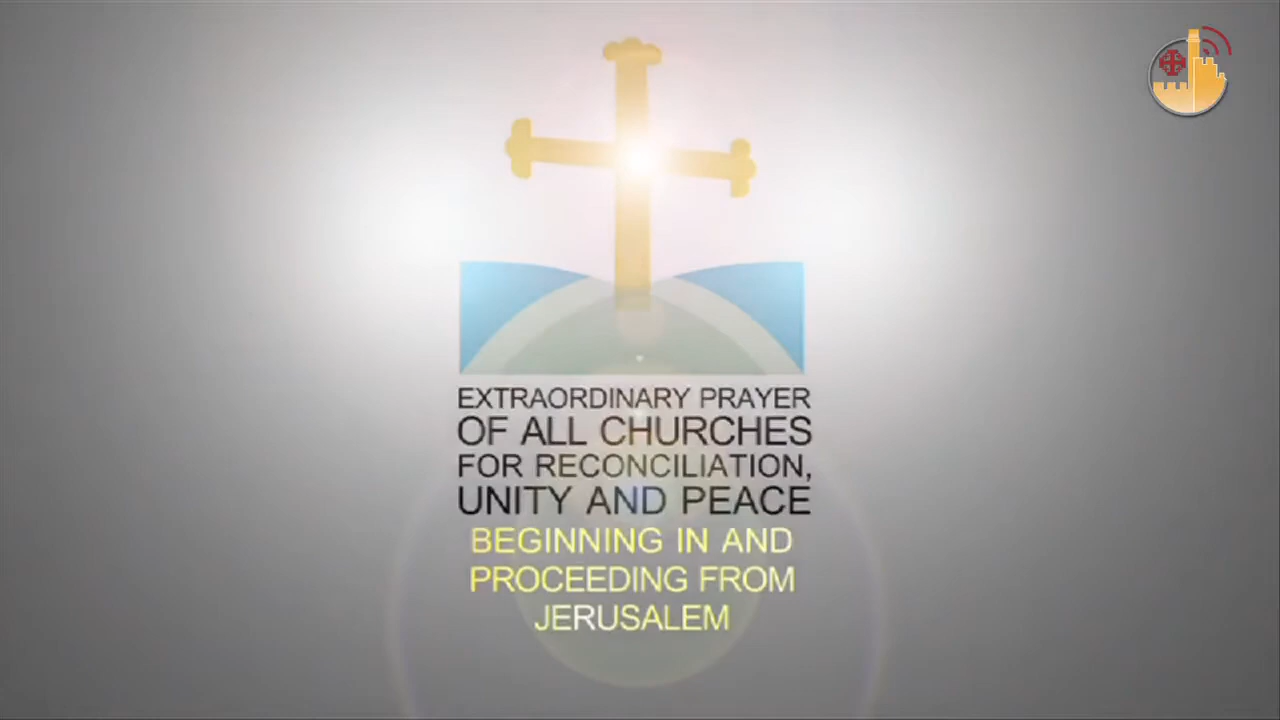 EXTRAORDINARY PRAYER
OF ALL CHURCHES
FOR RECONCILIATION,
UNITY AND PEACE
BEGINNING IN AND
PROCEEDING FROM
JERUSALEM